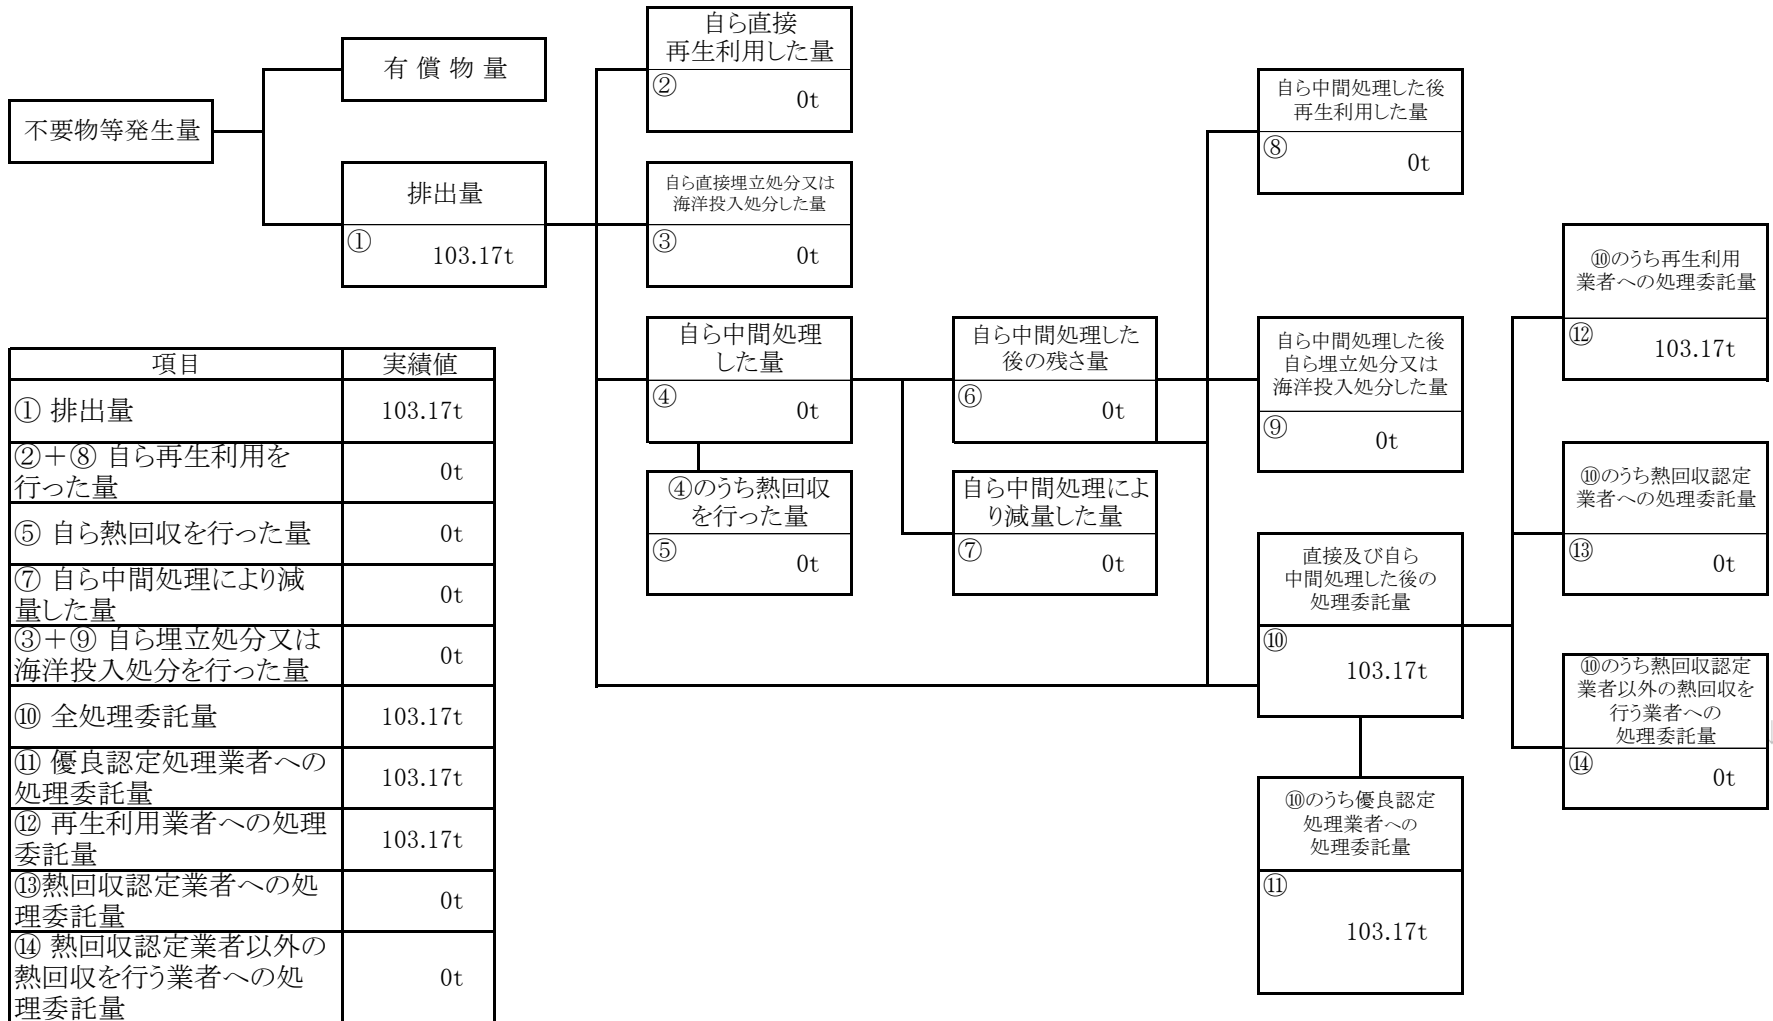 不要物等発生量
有 償 物 量
排出量
①
103.17t
自ら直接
再生利用した量
②
0t
自ら直接埋立処分又は
海洋投入処分した量
③
0t
自ら中間処理
した量
④
0t
④のうち熱回収
を行った量
⑤
0t
自ら中間処理した
後の残さ量
⑥
0t
自ら中間処理によ
り減量した量
⑦
0t
自ら中間処理した後
再生利用した量
⑧
0t
自ら中間処理した後
自ら埋立処分又は
海洋投入処分した量
⑨
0t
直接及び自ら
中間処理した後の
処理委託量
⑩
103.17t
⑩のうち優良認定
処理業者への
処理委託量
⑪
103.17t
⑩のうち再生利用
業者への処理委託量
⑫
103.17t
⑩のうち熱回収認定
業者への処理委託量
⑬
0t
⑩のうち熱回収認定
業者以外の熱回収を
行う業者への
処理委託量
⑭
0t
項目 実績値
① 排出量 103.17t
②＋⑧ 自ら再生利用を
行った量 0t
⑤ 自ら熱回収を行った量 0t
⑦ 自ら中間処理により減
量した量 0t
③＋⑨ 自ら埋立処分又は
海洋投入処分を行った量 0t
⑩ 全処理委託量 103.17t
⑪ 優良認定処理業者への
処理委託量 103.17t
⑫ 再生利用業者への処理
委託量 103.17t
⑬熱回収認定業者への処
理委託量 0t
⑭ 熱回収認定業者以外の
熱回収を行う業者への処
理委託量 0t